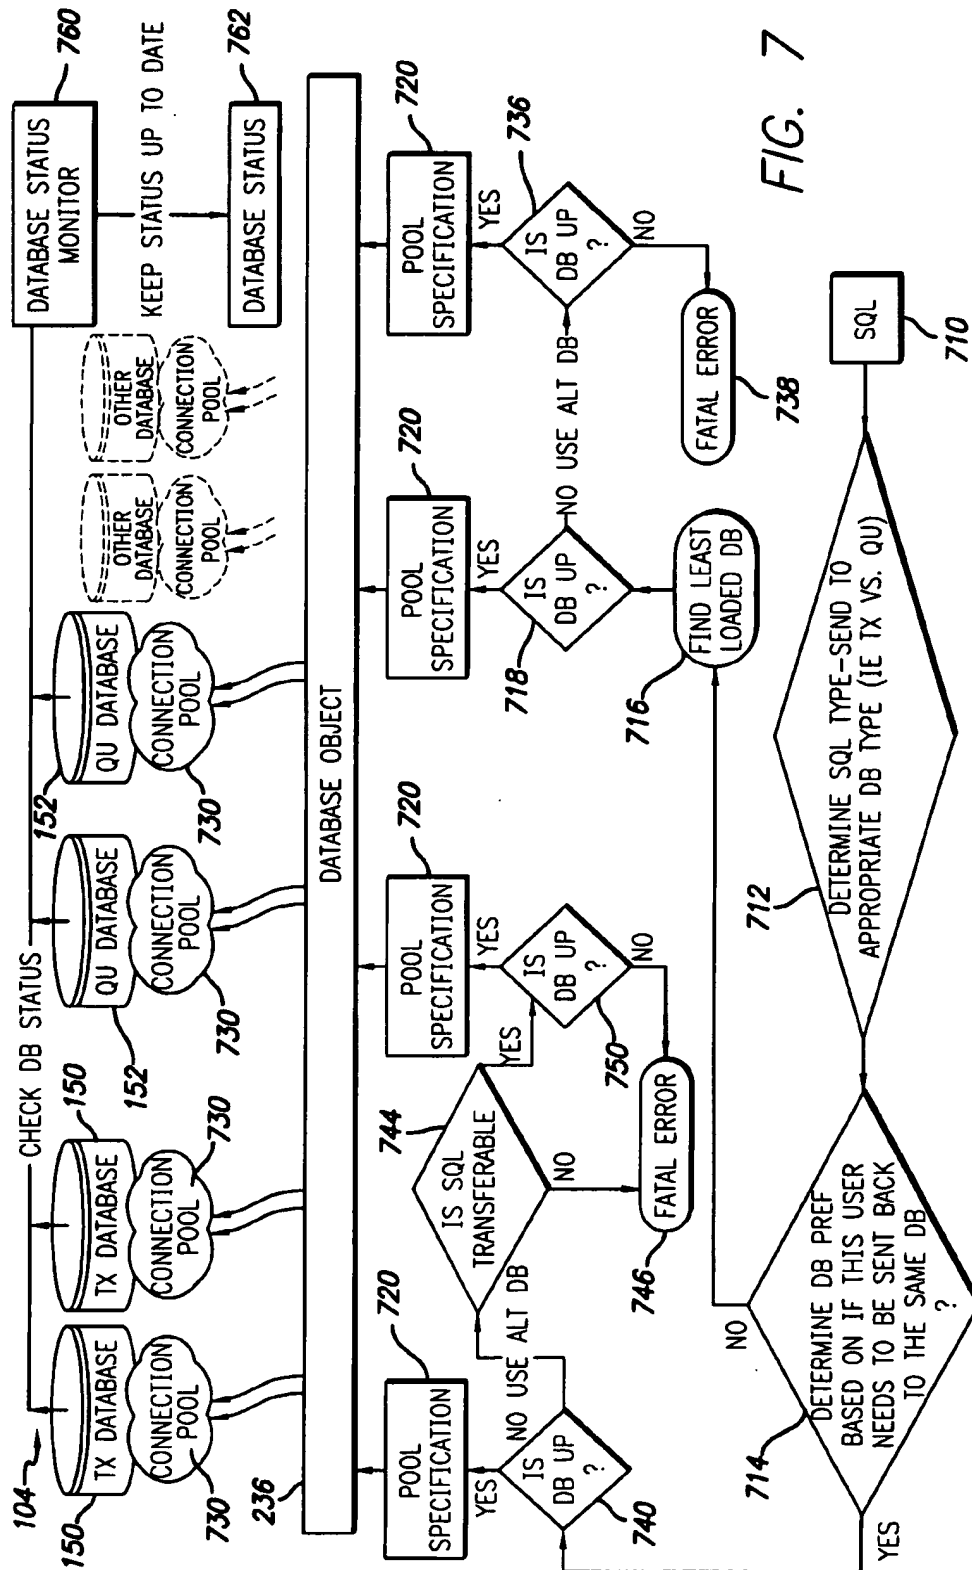 104
CHECK DB STATUS
DATABASE STATUS
MONITOR
760
KEEP STATUS UP TO DATE
DATABASE STATUS
762
150
TX DATABASE
CONNNECTION
POOL
730
150
TX DATABASE
CONNECTION
POOL
730
152
QU DATABASE
CONNECTION
POOL
730
152
QU DATABASE
CONNECTION
POOL
730
OTHER
DATABASE
CONNECTION
POOL
OTHER
DATABASE
CONNECTION
POOL
236
DATABASE OBJECT
POOL
SPECIFICATION
720
POOL
SPECIFICATION
720
POOL
SPECIFICATION
720
POOL
SPECIFICATION
720
YES
IS
DB UP
?
740
NO USE ALT DB
744
IS SQL
TRANSFERABLE
YES
NO
YES
IS
DB UP
?
750
NO
FATAL ERROR
746
YES
IS
DB UP
?
718
NO USE ALT DB
YES
IS
DB UP
?
736
NO
FATAL ERROR
738
716
FIND LEAST
LOADED DB
714
DETERMINE DB PREF
BASED ON IF THIS USER
NEEDS TO BE SENT BACK
TO THE SAME DB
?
NO
YES
712
DETERMINE SQL TYPE-SEND TO
APPROPRIATE DB TYPE (IE TX VS. QU)
SQL
710
FIG. 7